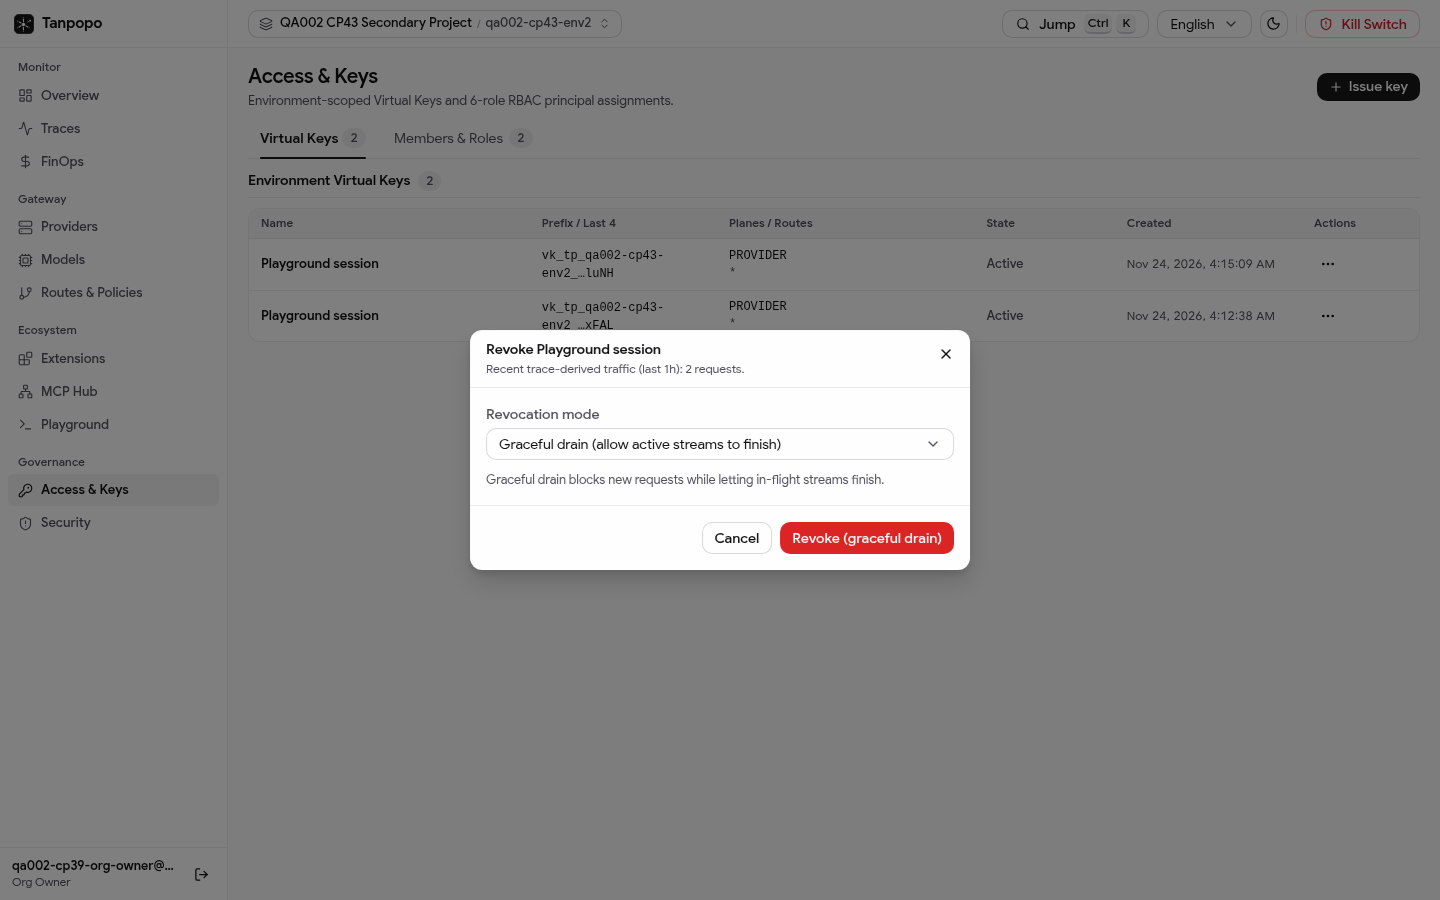 Tanpopo
QA002 CP43 Secondary Project / qa002-cp43-env2
Jump Ctrl K
English
Kill Switch
Monitor
Overview
Traces
FinOps
Gateway
Providers
Models
Routes & Policies
Ecosystem
Extensions
MCP Hub
Playground
Governance
Access & Keys
Security
qa002-cp39-org-owner@...
Org Owner
Access & Keys
Environment-scoped Virtual Keys and 6-role RBAC principal assignments.
+ Issue key
Virtual Keys 2
Members & Roles 2
Environment Virtual Keys 2
Name Prefix / Last 4 Planes / Routes State Created Actions
Playground session vk_tp_qa002-cp43-env2_…luNH PROVIDER * Active Nov 24, 2026, 4:15:09 AM
Playground session vk_tp_qa002-cp43-env2_…xFAL PROVIDER * Active Nov 24, 2026, 4:12:38 AM
Revoke Playground session
Recent trace-derived traffic (last 1h): 2 requests.
Revocation mode
Graceful drain (allow active streams to finish)
Graceful drain blocks new requests while letting in-flight streams finish.
Cancel
Revoke (graceful drain)